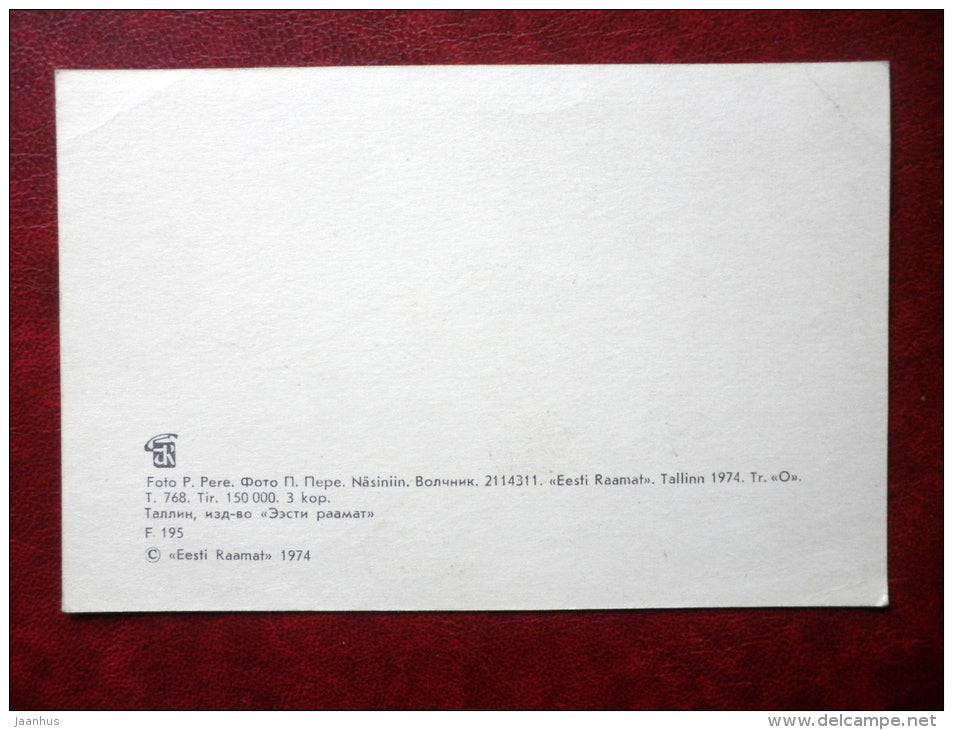 Foto P. Pere. Фото П. Пере. Näsiniin. Волчник. 2114311. «Eesti Raamat». Tallinn 1974. Tr. «O».
T. 768. Tir. 150 000. 3 kop.
Таллин, изд-во «Ээсти раамат»
F. 195
© «Eesti Raamat» 1974
jaanhus
www.delcampe.net